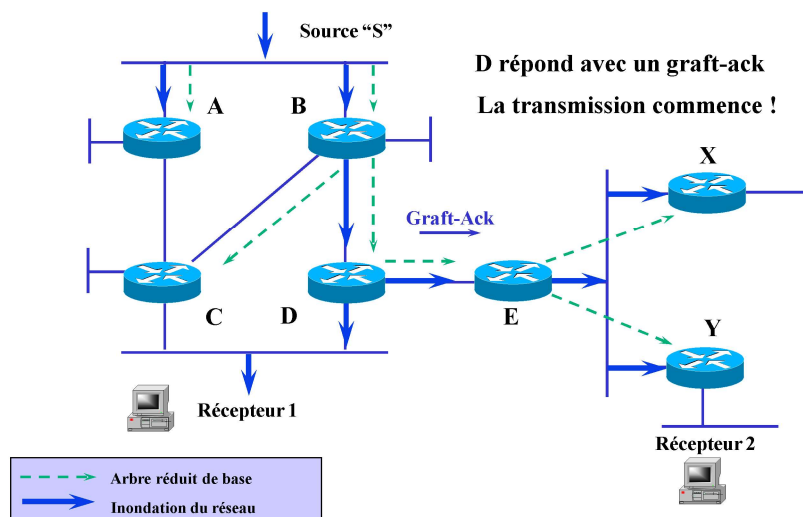 Source “S”
D répond avec un graft-ack
La transmission commence !
A
B
X
Graft-Ack
C
D
E
Y
Récepteur 1
Récepteur 2
Arbre réduit de base
Inondation du réseau